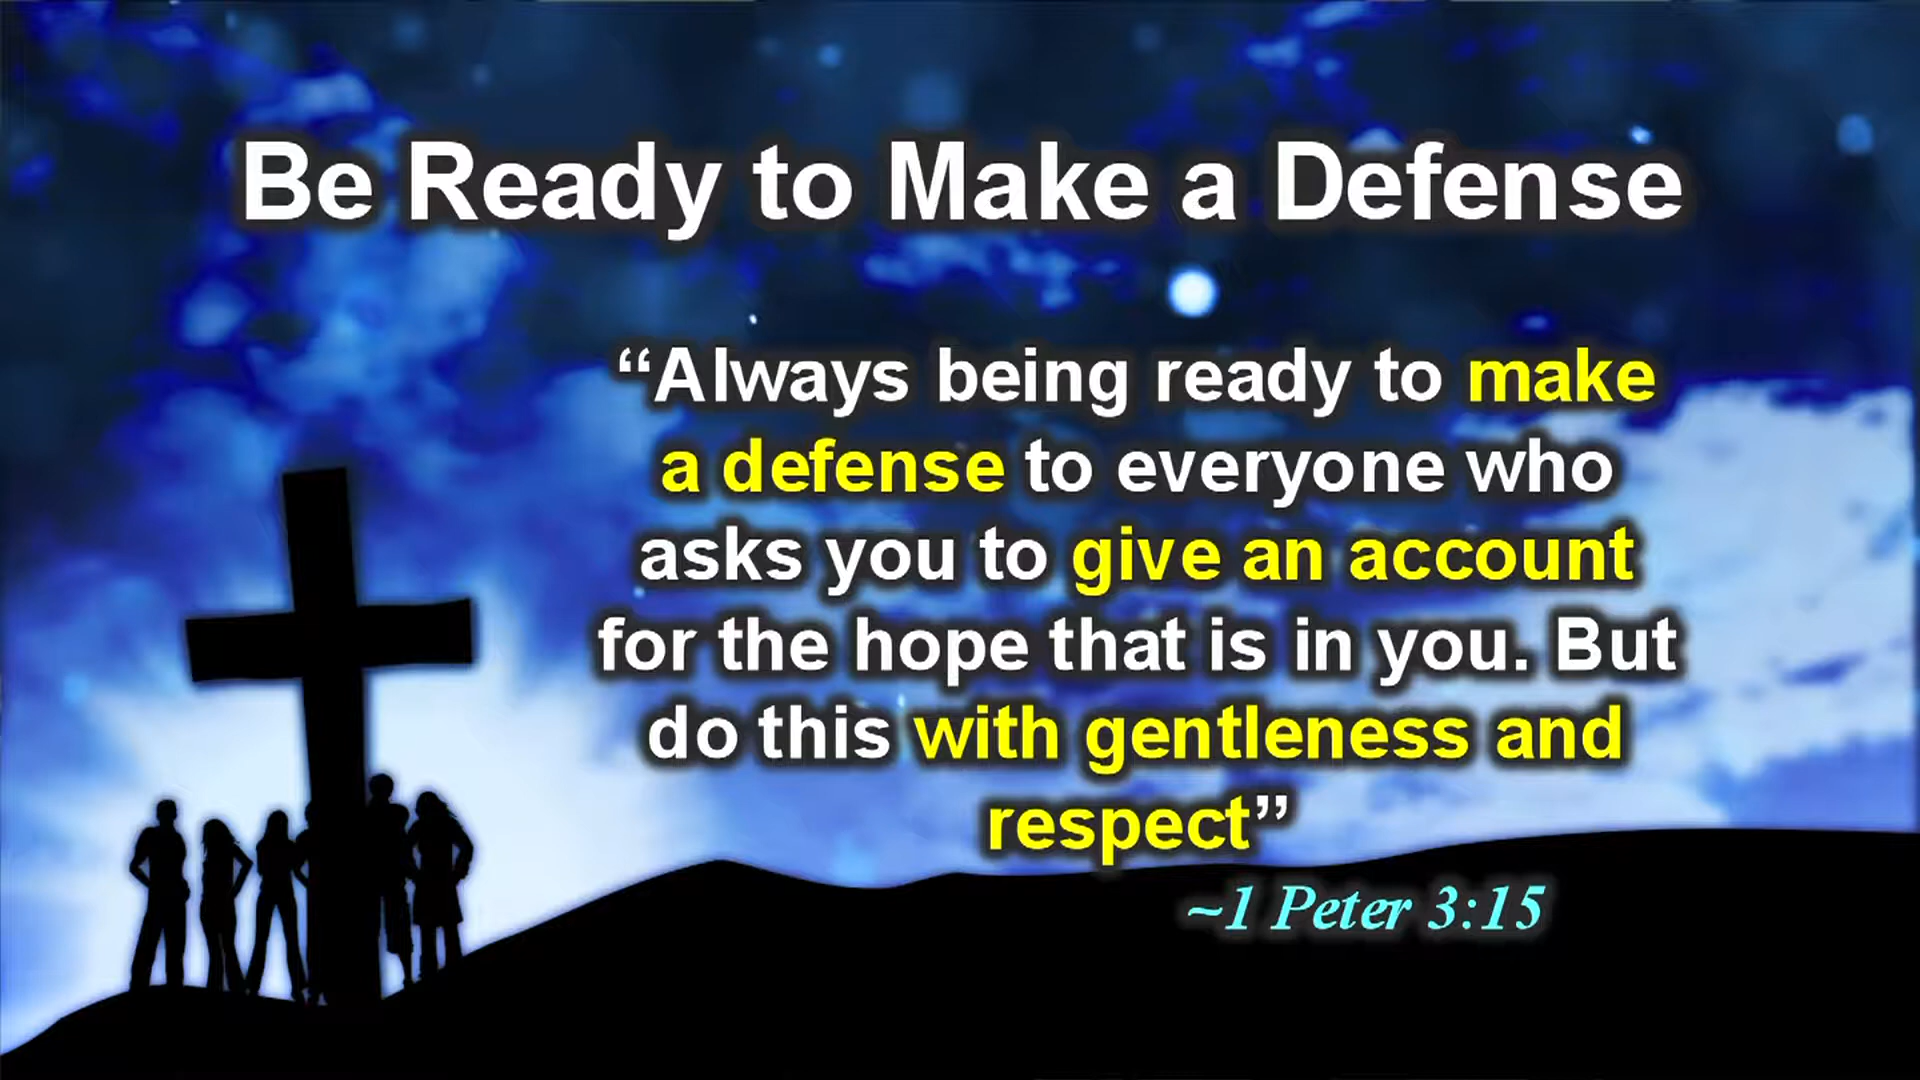 Be Ready to Make a Defense
“Always being ready to make
a defense to everyone who
asks you to give an account
for the hope that is in you. But
do this with gentleness and
respect”
~1 Peter 3:15